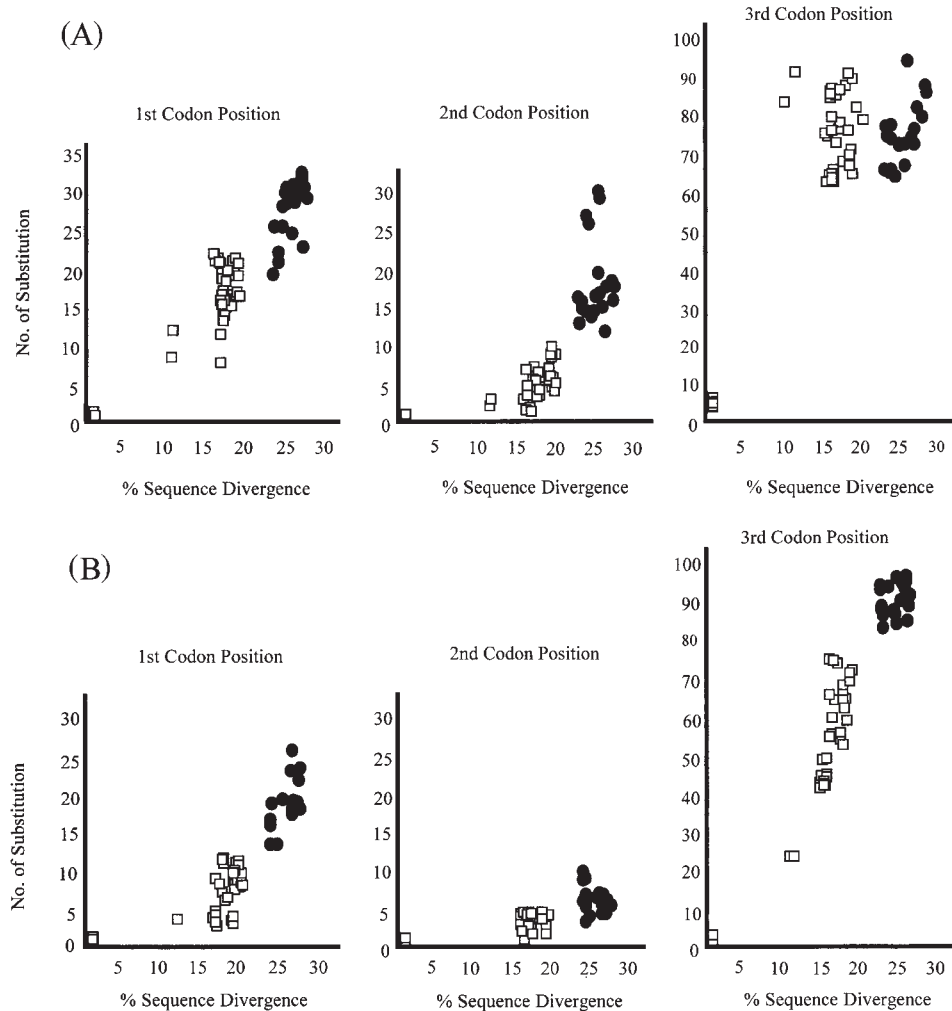 (A)
1st Codon Position
2nd Codon Position
3rd Codon Position
No. of Substitution
35
30
25
20
15
10
5
0
5 10 15 20 25 30
% Sequence Divergence
30
25
20
15
10
5
0
5 10 15 20 25 30
% Sequence Divergence
100
90
80
70
60
50
40
30
20
10
0
5 10 15 20 25 30
% Sequence Divergence
(B)
1st Codon Position
2nd Codon Position
3rd Codon Position
No. of Substitution
30
25
20
15
10
5
0
5 10 15 20 25 30
% Sequence Divergence
30
25
20
15
10
5
0
5 10 15 20 25 30
% Sequence Divergence
100
90
80
70
60
50
40
30
20
10
0
5 10 15 20 25 30
% Sequence Divergence